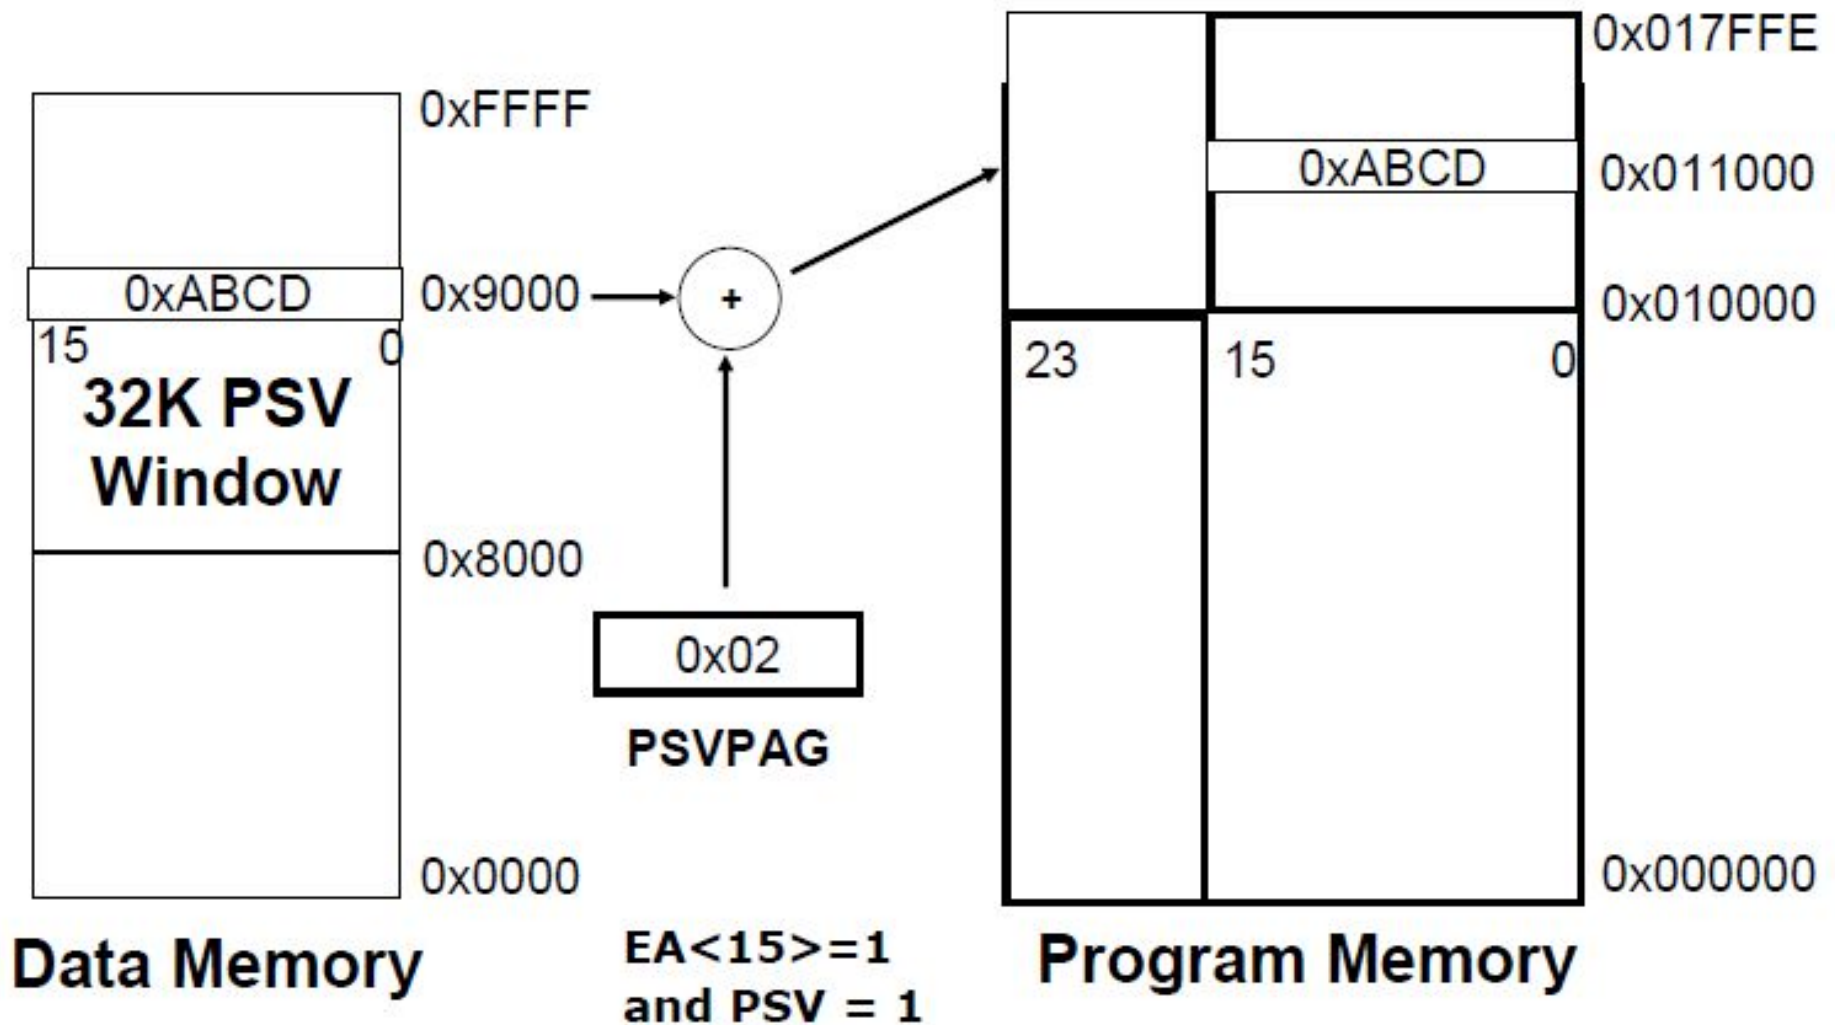 0xFFFF
0xABCD
0x9000
15 0
32K PSV
Window
0x8000
0x0000
Data Memory
+
0x02
PSVPAG
EA<15>=1
and PSV = 1
0x017FFE
0xABCD
0x011000
0x010000
23 15 0
0x000000
Program Memory